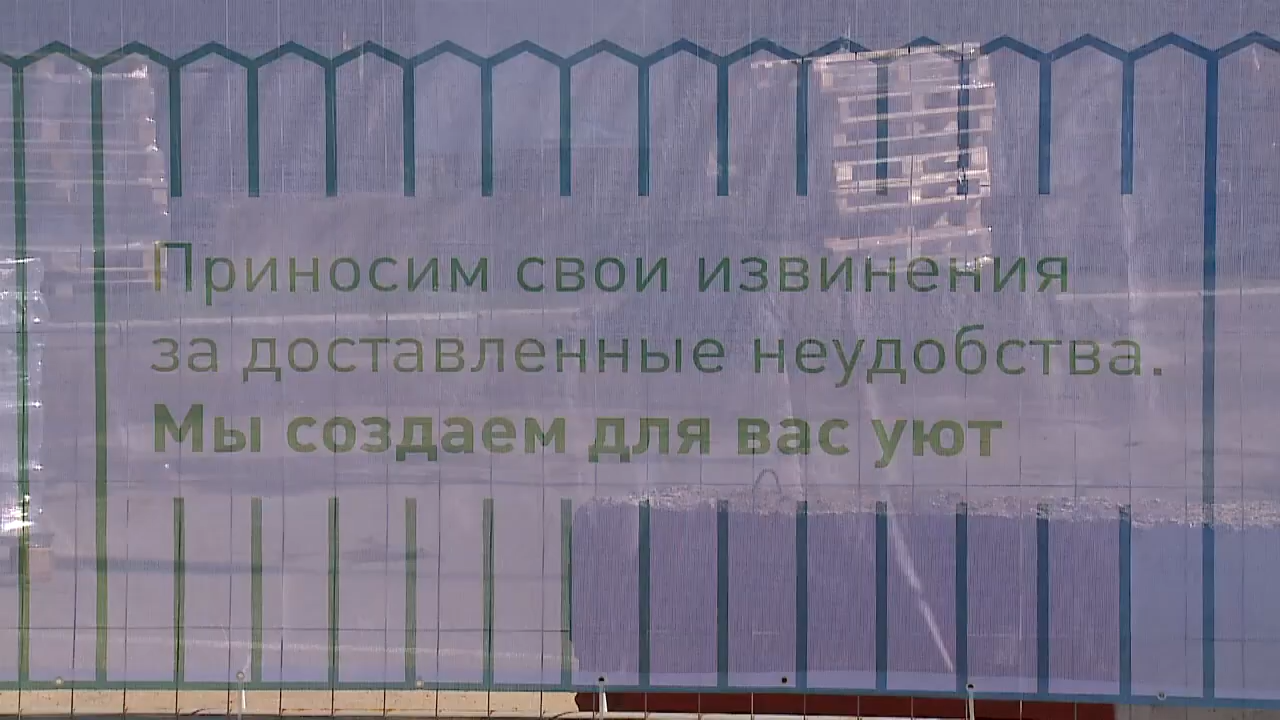 Приносим свои извинения
за доставленные неудобства.
Мы создаем для вас уют